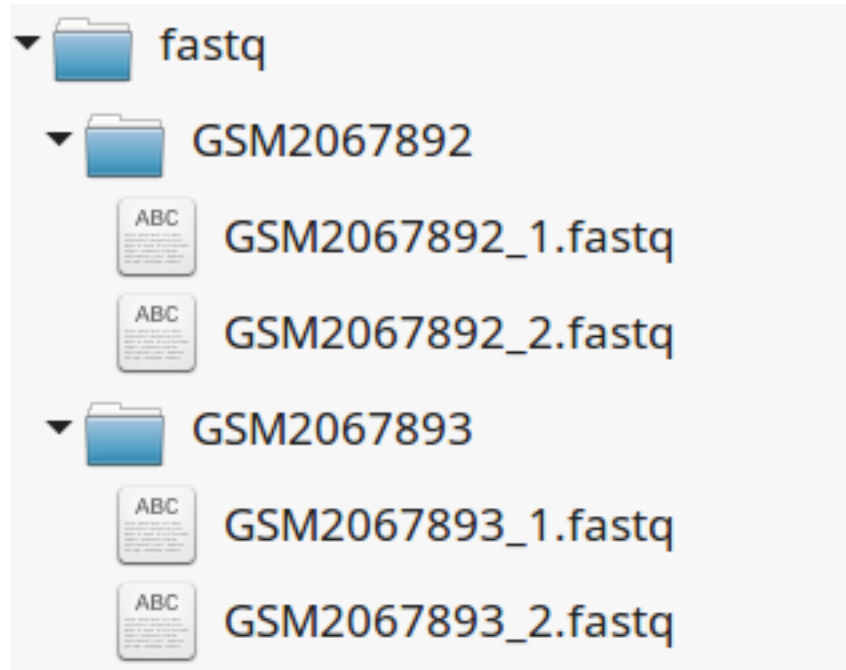 fastq
GSM2067892
ABC
GSM2067892_1.fastq
ABC
GSM2067892_2.fastq
GSM2067893
ABC
GSM2067893_1.fastq
ABC
GSM2067893_2.fastq